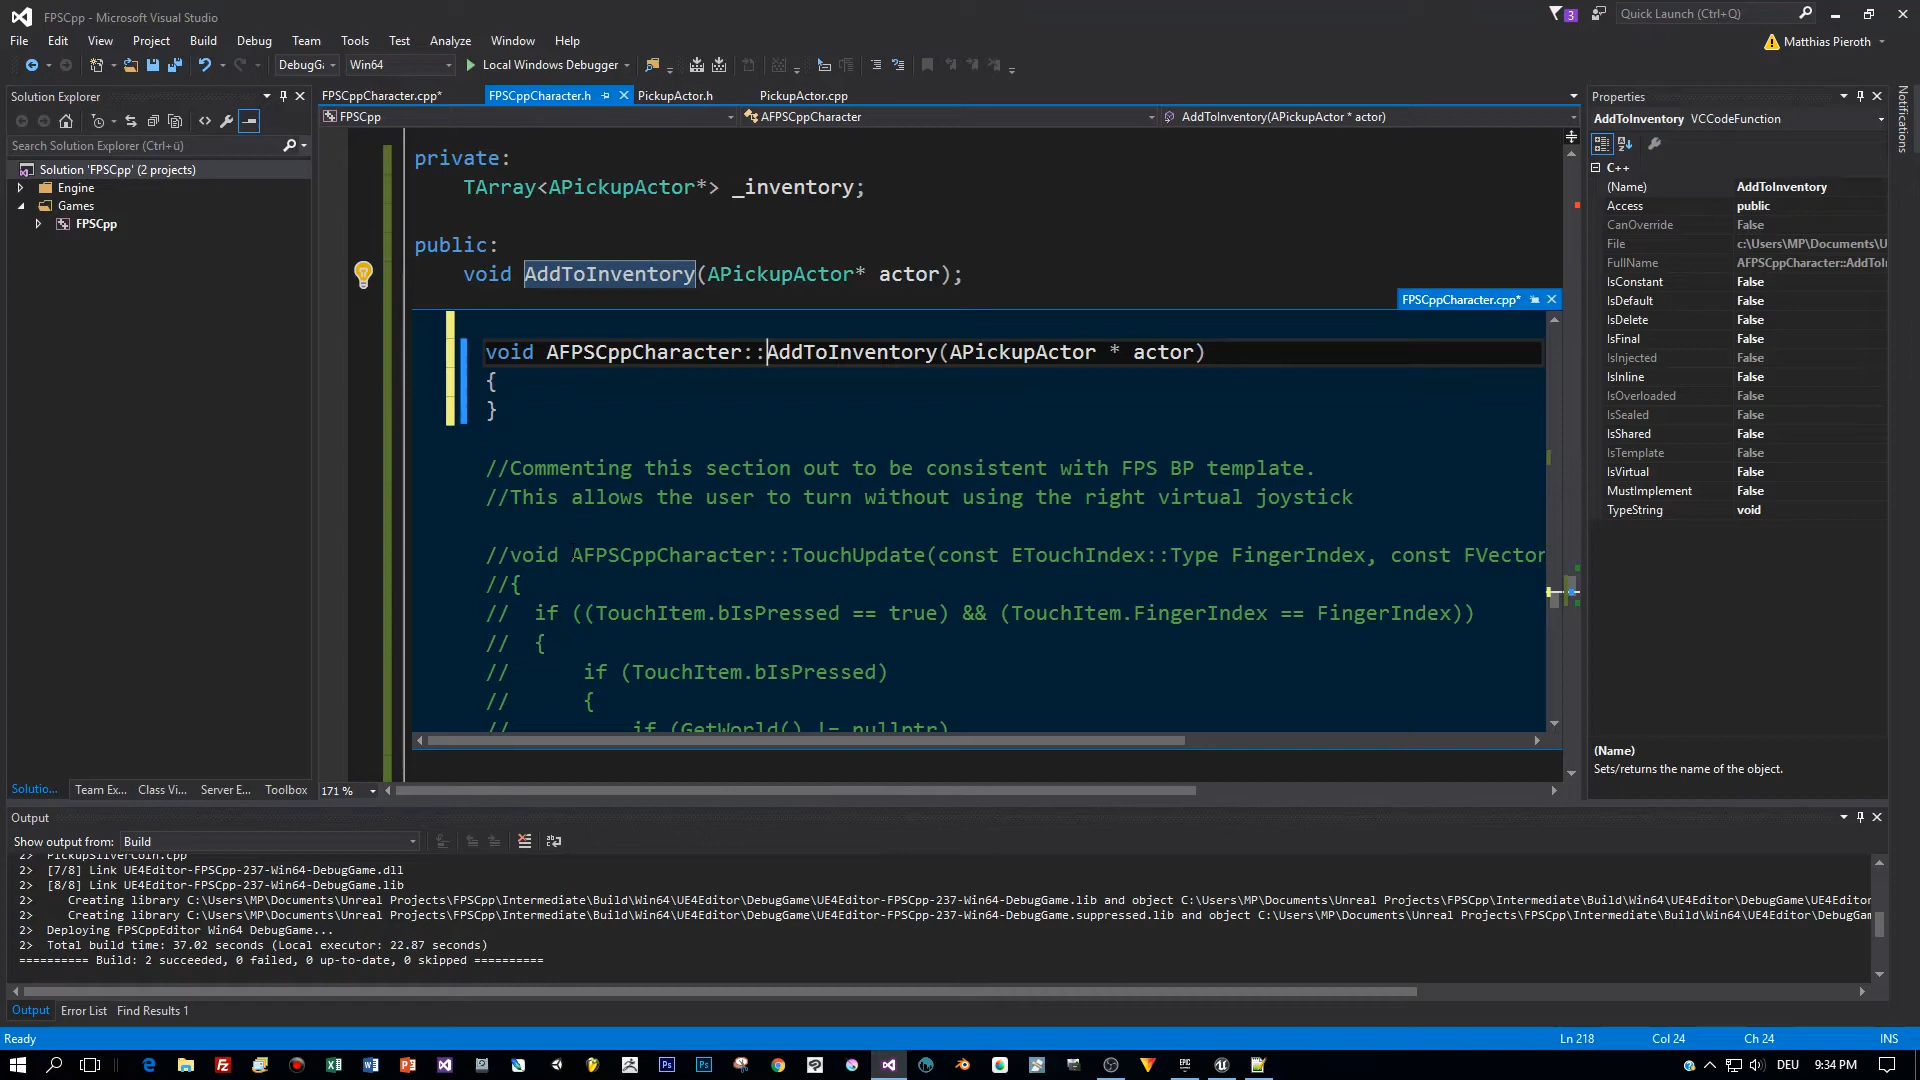 FPSCpp - Microsoft Visual Studio
3
Quick Launch (Ctrl+Q)
File Edit View Project Build Debug Team Tools Test Analyze Window Help
Matthias Pieroth
Win64
Local Windows Debugger
Solution Explorer
FPSCppCharacter.cpp*
FPSCppCharacter.h
PickupActor.h
PickupActor.cpp
Properties
Notifications
FPSCpp
AFPSCppCharacter
AddToInventory(APickupActor * actor)
AddToInventory VCCodeFunction
Search Solution Explorer (Ctrl+ü)
Solution 'FPSCpp' (2 projects)
Engine
Games
FPSCpp
private:
TArray<APickupActor*> _inventory;
public:
void AddToInventory(APickupActor* actor);
FPSCppCharacter.cpp*
void AFPSCppCharacter::AddToInventory(APickupActor * actor)
{
}
//Commenting this section out to be consistent with FPS BP template.
//This allows the user to turn without using the right virtual joystick
//void AFPSCppCharacter::TouchUpdate(const ETouchIndex::Type FingerIndex, const FVector
//{
// if ((TouchItem.bIsPressed == true) && (TouchItem.FingerIndex == FingerIndex))
// {
// if (TouchItem.bIsPressed)
// {
// if (GetWorld() != nullptr)
C++
(Name) AddToInventory
Access public
CanOverride False
File c:\Users\MP\Documents\U
FullName AFPSCppCharacter::AddToI
IsConstant False
IsDefault False
IsDelete False
IsFinal False
IsInjected False
IsInline False
IsOverloaded False
IsSealed False
IsShared False
IsTemplate False
IsVirtual False
MustImplement False
TypeString void
(Name)
Sets/returns the name of the object.
Solutio... Team Ex... Class Vi... Server E... Toolbox
171 %
Output
Show output from: Build
2> PickupSilverCoin.cpp
2> [7/8] Link UE4Editor-FPSCpp-237-Win64-DebugGame.dll
2> [8/8] Link UE4Editor-FPSCpp-237-Win64-DebugGame.lib
2> Creating library C:\Users\MP\Documents\Unreal Projects\FPSCpp\Intermediate\Build\Win64\UE4Editor\DebugGame\UE4Editor-FPSCpp-237-Win64-DebugGame.lib and object C:\Users\MP\Documents\Unreal Projects\FPSCpp\Intermediate\Build\Win64\UE4Editor\DebugGame\UE4Editor
2> Creating library C:\Users\MP\Documents\Unreal Projects\FPSCpp\Intermediate\Build\Win64\UE4Editor\DebugGame\UE4Editor-FPSCpp-237-Win64-DebugGame.suppressed.lib and object C:\Users\MP\Documents\Unreal Projects\FPSCpp\Intermediate\Build\Win64\UE4Editor\DebugGam
2> Deploying FPSCppEditor Win64 DebugGame...
2> Total build time: 37.02 seconds (Local executor: 22.87 seconds)
========== Build: 2 succeeded, 0 failed, 0 up-to-date, 0 skipped ==========
Output Error List Find Results 1
Ready
Ln 218 Col 24 Ch 24 INS
DEU 9:34 PM